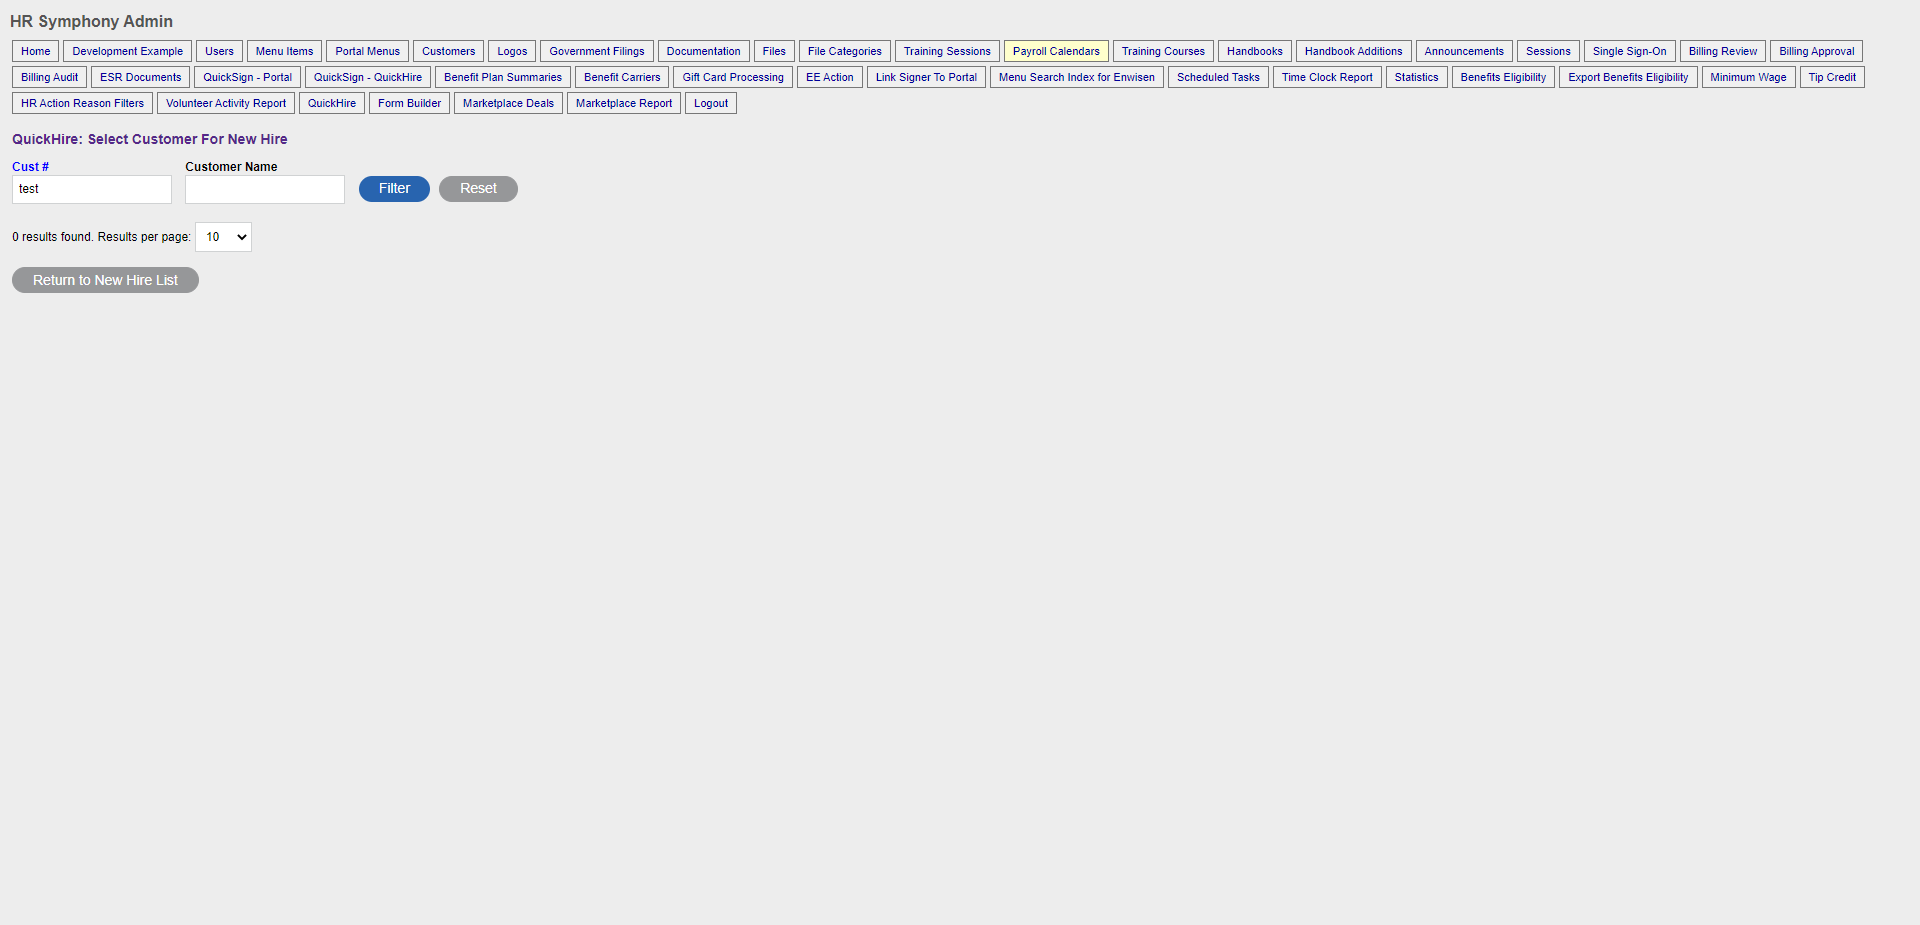 HR Symphony Admin
Home Development Example Users Menu Items Portal Menus Customers Logos Government Filings Documentation Files File Categories Training Sessions Payroll Calendars Training Courses Handbooks Handbook Additions Announcements Sessions Single Sign-On Billing Review Billing Approval
Billing Audit ESR Documents QuickSign - Portal QuickSign - QuickHire Benefit Plan Summaries Benefit Carriers Gift Card Processing EE Action Link Signer To Portal Menu Search Index for Enwisen Scheduled Tasks Time Clock Report Statistics Benefits Eligibility Export Benefits Eligibility Minimum Wage Tip Credit
HR Action Reason Filters Volunteer Activity Report QuickHire Form Builder Marketplace Deals Marketplace Report Logout
QuickHire: Select Customer For New Hire
Cust # Customer Name
test Filter Reset
0 results found. Results per page: 10
Return to New Hire List